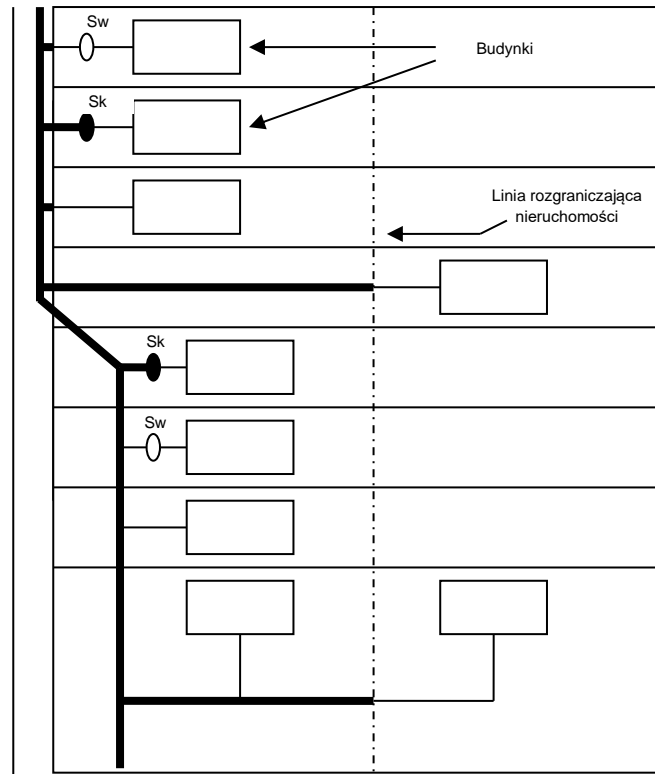 Sw
Budynki
Sk
Linia rozgraniczająca
nieruchomości
Sk
Sw